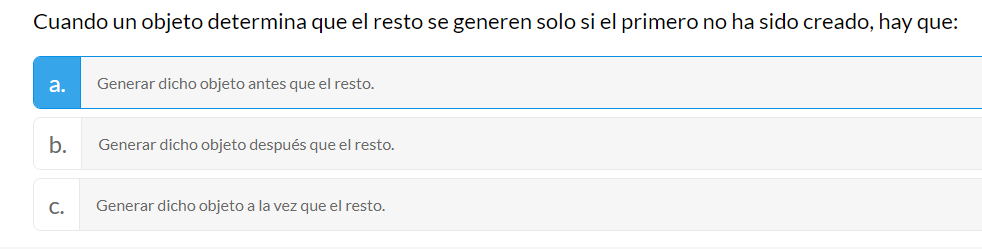 Cuando un objeto determina que el resto se generen solo si el primero no ha sido creado, hay que:
a. Generar dicho objeto antes que el resto.
b. Generar dicho objeto después que el resto.
c. Generar dicho objeto a la vez que el resto.